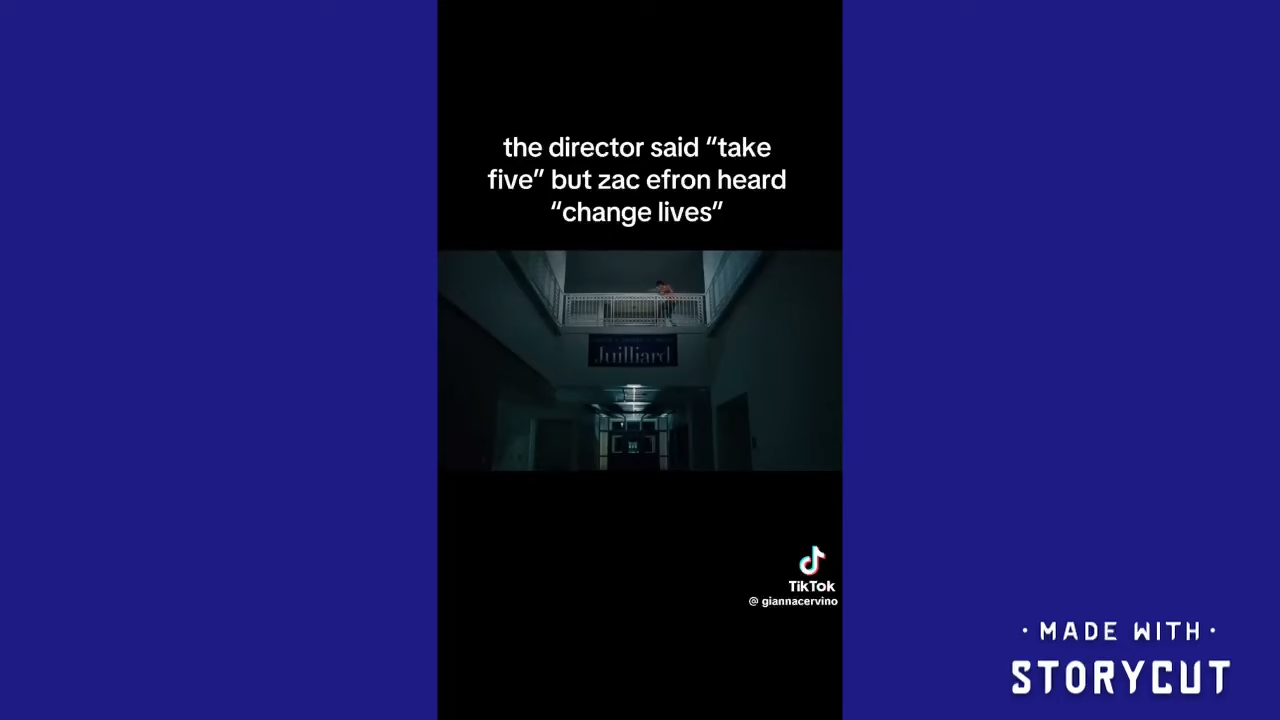 the director said “take
five” but zac efron heard
“change lives”
Juilliard
TikTok
@ giannacervino
· MADE WITH ·
STORYCUT